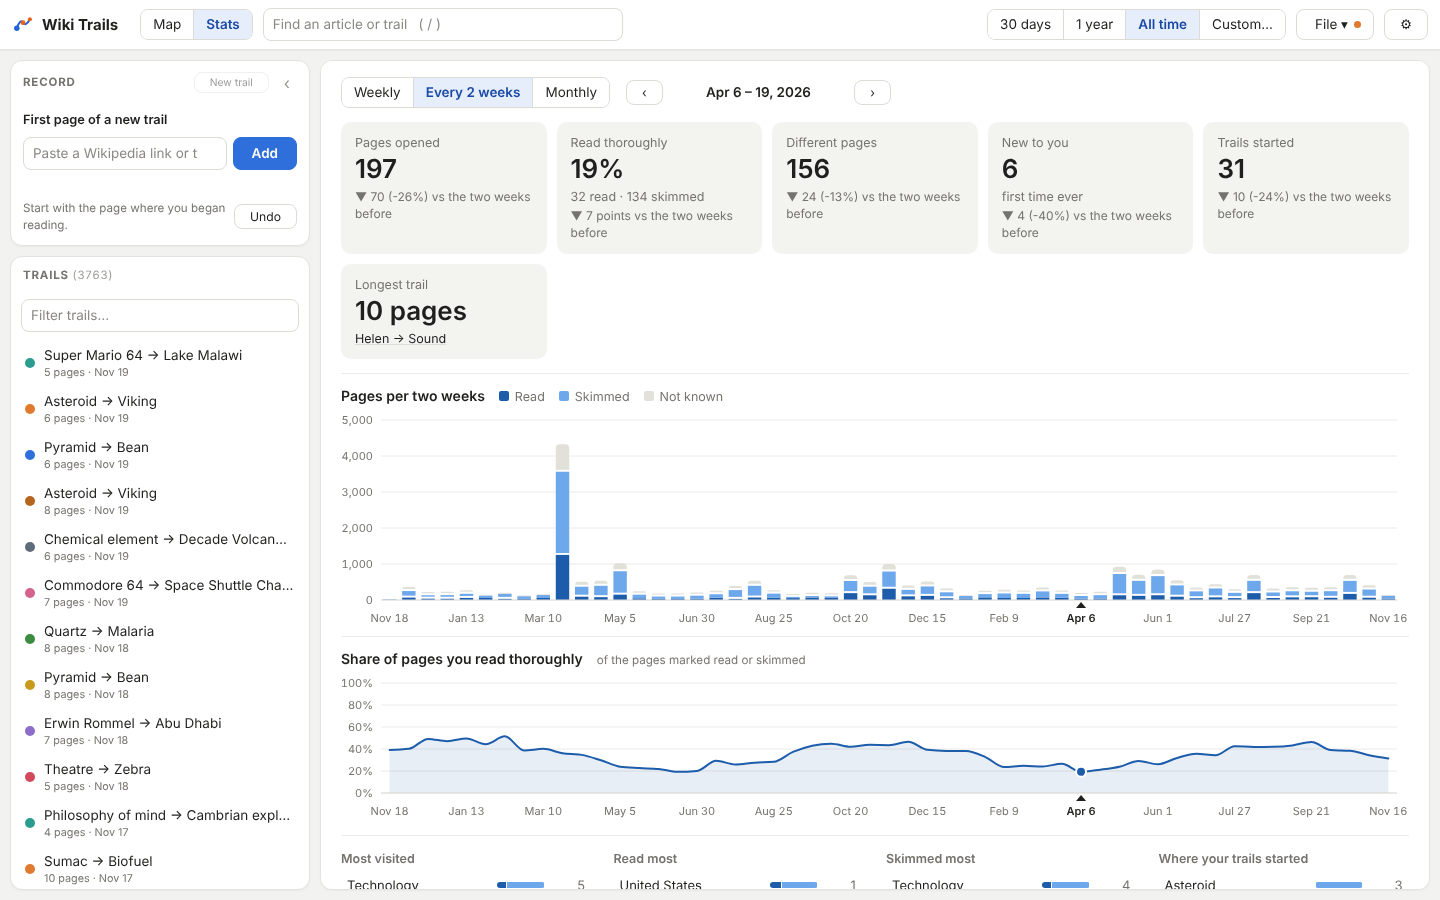 Wiki Trails
Map
Stats
Find an article or trail ( / )
30 days
1 year
All time
Custom...
File ▾
RECORD
New trail
‹
First page of a new trail
Paste a Wikipedia link or t
Add
Start with the page where you began
reading.
Undo
TRAILS (3763)
Filter trails...
Super Mario 64 → Lake Malawi
5 pages · Nov 19
Asteroid → Viking
6 pages · Nov 19
Pyramid → Bean
6 pages · Nov 19
Asteroid → Viking
8 pages · Nov 19
Chemical element → Decade Volcan...
6 pages · Nov 19
Commodore 64 → Space Shuttle Cha...
7 pages · Nov 19
Quartz → Malaria
8 pages · Nov 18
Pyramid → Bean
8 pages · Nov 18
Erwin Rommel → Abu Dhabi
7 pages · Nov 18
Theatre → Zebra
5 pages · Nov 18
Philosophy of mind → Cambrian expl...
4 pages · Nov 17
Sumac → Biofuel
10 pages · Nov 17
Weekly
Every 2 weeks
Monthly
‹
Apr 6 – 19, 2026
›
Pages opened
197
▼ 70 (-26%) vs the two weeks
before
Read thoroughly
19%
32 read · 134 skimmed
▼ 7 points vs the two weeks
before
Different pages
156
▼ 24 (-13%) vs the two weeks
before
New to you
6
first time ever
▼ 4 (-40%) vs the two weeks
before
Trails started
31
▼ 10 (-24%) vs the two weeks
before
Longest trail
10 pages
Helen → Sound
Pages per two weeks
Read
Skimmed
Not known
5,000
4,000
3,000
2,000
1,000
0
Nov 18 Jan 13 Mar 10 May 5 Jun 30 Aug 25 Oct 20 Dec 15 Feb 9 Apr 6 Jun 1 Jul 27 Sep 21 Nov 16
Share of pages you read thoroughly
of the pages marked read or skimmed
100%
80%
60%
40%
20%
0%
Nov 18 Jan 13 Mar 10 May 5 Jun 30 Aug 25 Oct 20 Dec 15 Feb 9 Apr 6 Jun 1 Jul 27 Sep 21 Nov 16
Most visited
Technology 5
Read most
United States 1
Skimmed most
Technology 4
Where your trails started
Asteroid 3